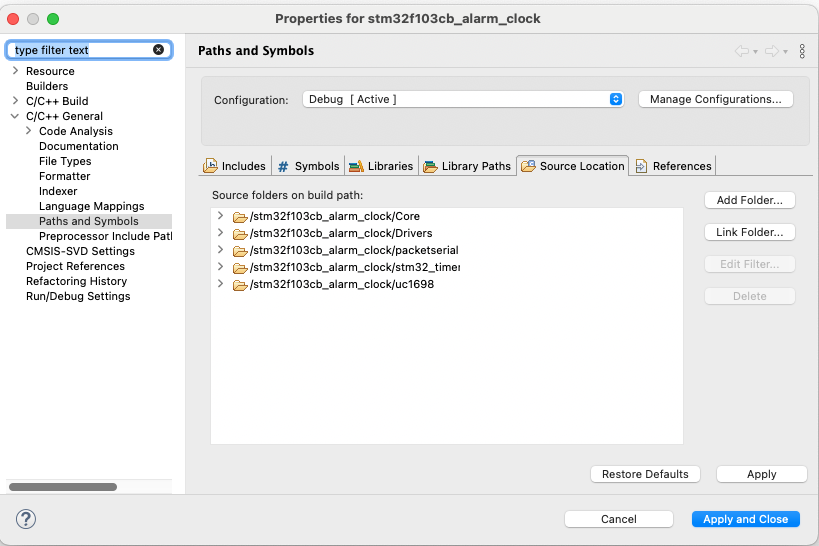 Properties for stm32f103cb_alarm_clock
type filter text
Resource
Builders
C/C++ Build
C/C++ General
Code Analysis
Documentation
File Types
Formatter
Indexer
Language Mappings
Paths and Symbols
Preprocessor Include Patl
CMSIS-SVD Settings
Project References
Refactoring History
Run/Debug Settings
Paths and Symbols
Configuration: Debug [ Active ] Manage Configurations...
Includes # Symbols Libraries Library Paths Source Location References
Source folders on build path:
/stm32f103cb_alarm_clock/Core
/stm32f103cb_alarm_clock/Drivers
/stm32f103cb_alarm_clock/packetserial
/stm32f103cb_alarm_clock/stm32_timer
/stm32f103cb_alarm_clock/uc1698
Add Folder...
Link Folder...
Edit Filter...
Delete
Restore Defaults Apply
? Cancel Apply and Close